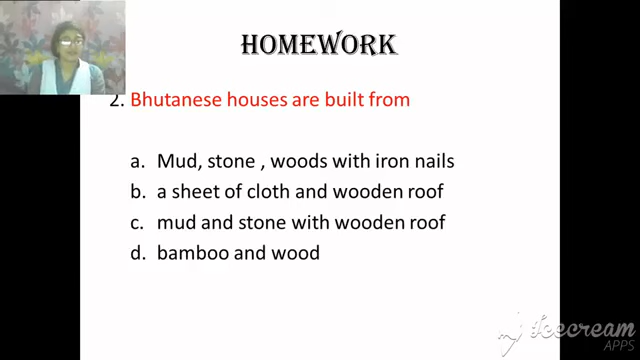 HOMEWORK
2. Bhutanese houses are built from
a. Mud, stone , woods with iron nails
b. a sheet of cloth and wooden roof
c. mud and stone with wooden roof
d. bamboo and wood
Icecream
APPS